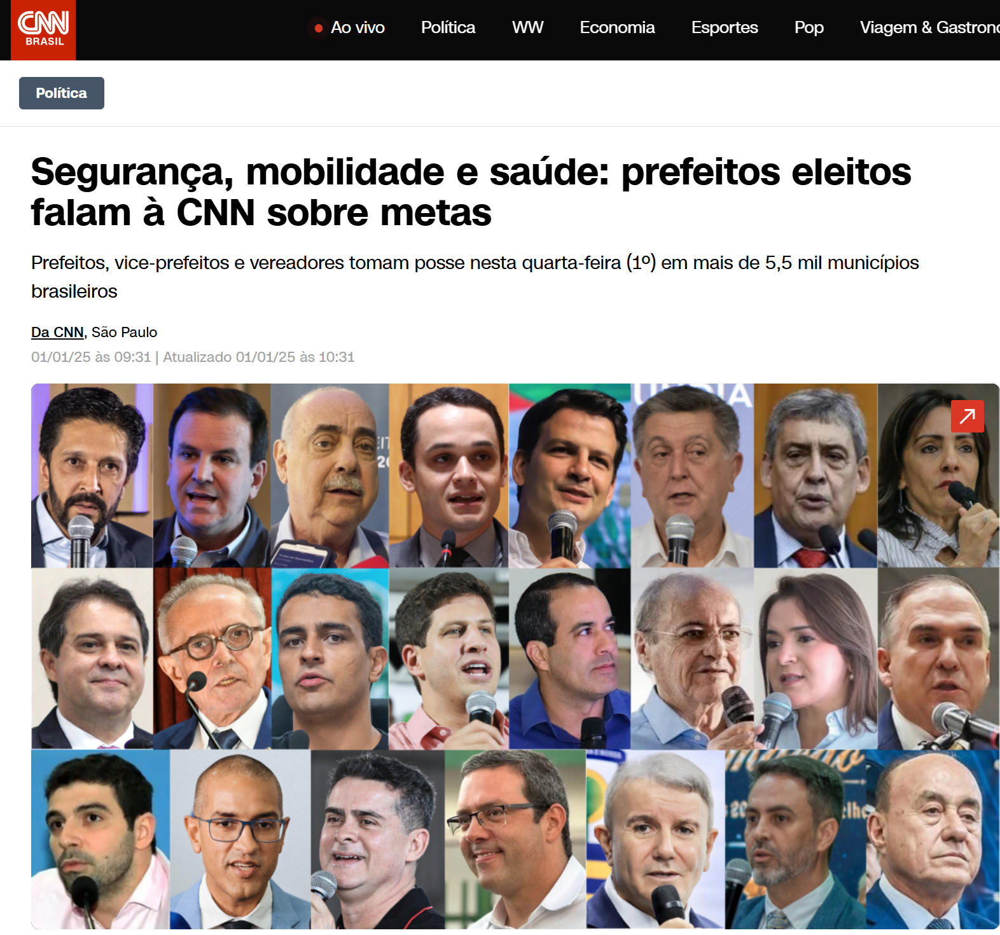 CNN
BRASIL
Ao vivo
Política
WW
Economia
Esportes
Pop
Viagem &
Política
Segurança, mobilidade e saúde: prefeitos eleitos
falam à CNN sobre metas
Prefeitos, vice-prefeitos e vereadores tomam posse nesta quarta-feira (1º) em mais de 5,5 mil municípios
brasileiros
Da CNN, São Paulo
01/01/25 às 09:31 | Atualizado 01/01/25 às 10:31